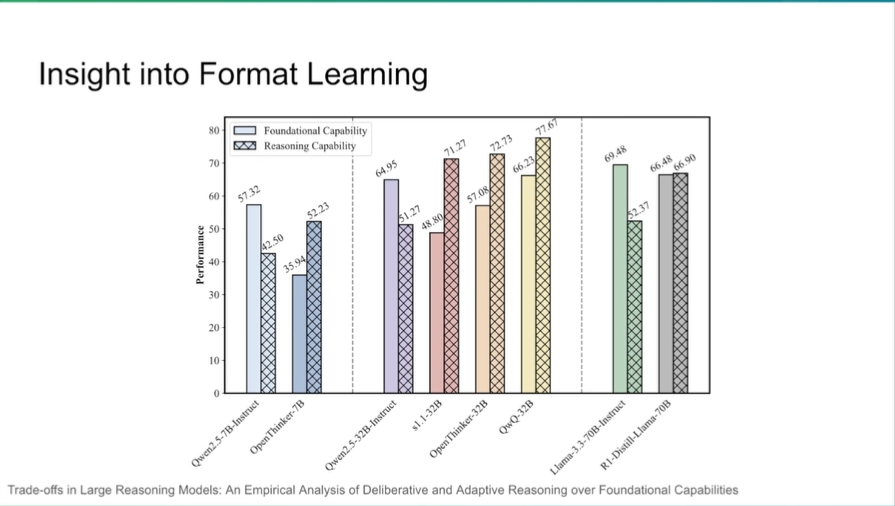 Insight into Format Learning
Foundational Capability
Reasoning Capability
Performance
80
70
60
50
40
30
20
10
0
57.32
42.50
35.94
52.23
64.95
51.27
48.80
71.27
57.08
72.73
66.23
77.67
69.48
52.37
66.48
66.90
Qwen2.5-7B-Instruct
OpenThinker-7B
Qwen2.5-32B-Instruct
s1.1-32B
OpenThinker-32B
QwQ-32B
Llama-3.3-70B-Instruct
R1-Distill-Llama-70B
Trade-offs in Large Reasoning Models: An Empirical Analysis of Deliberative and Adaptive Reasoning over Foundational Capabilities